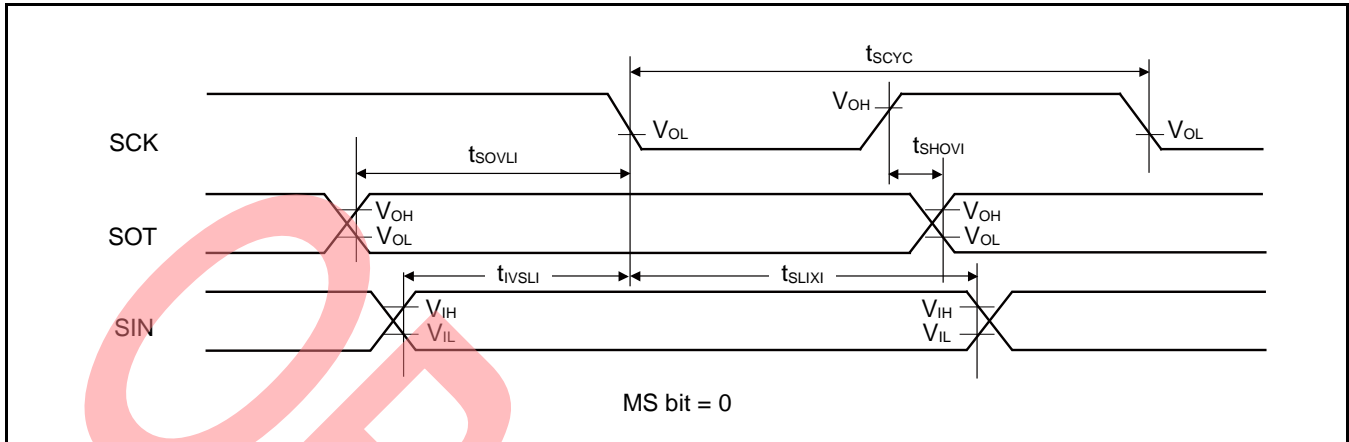 tSCYC
VOH
SCK
VOL
VOL
tSOVLI
tSHOVI
VOH
VOH
SOT
VOL
VOL
tIVSLI
tSLIXI
VIH
VIH
SIN
VIL
VIL
MS bit = 0